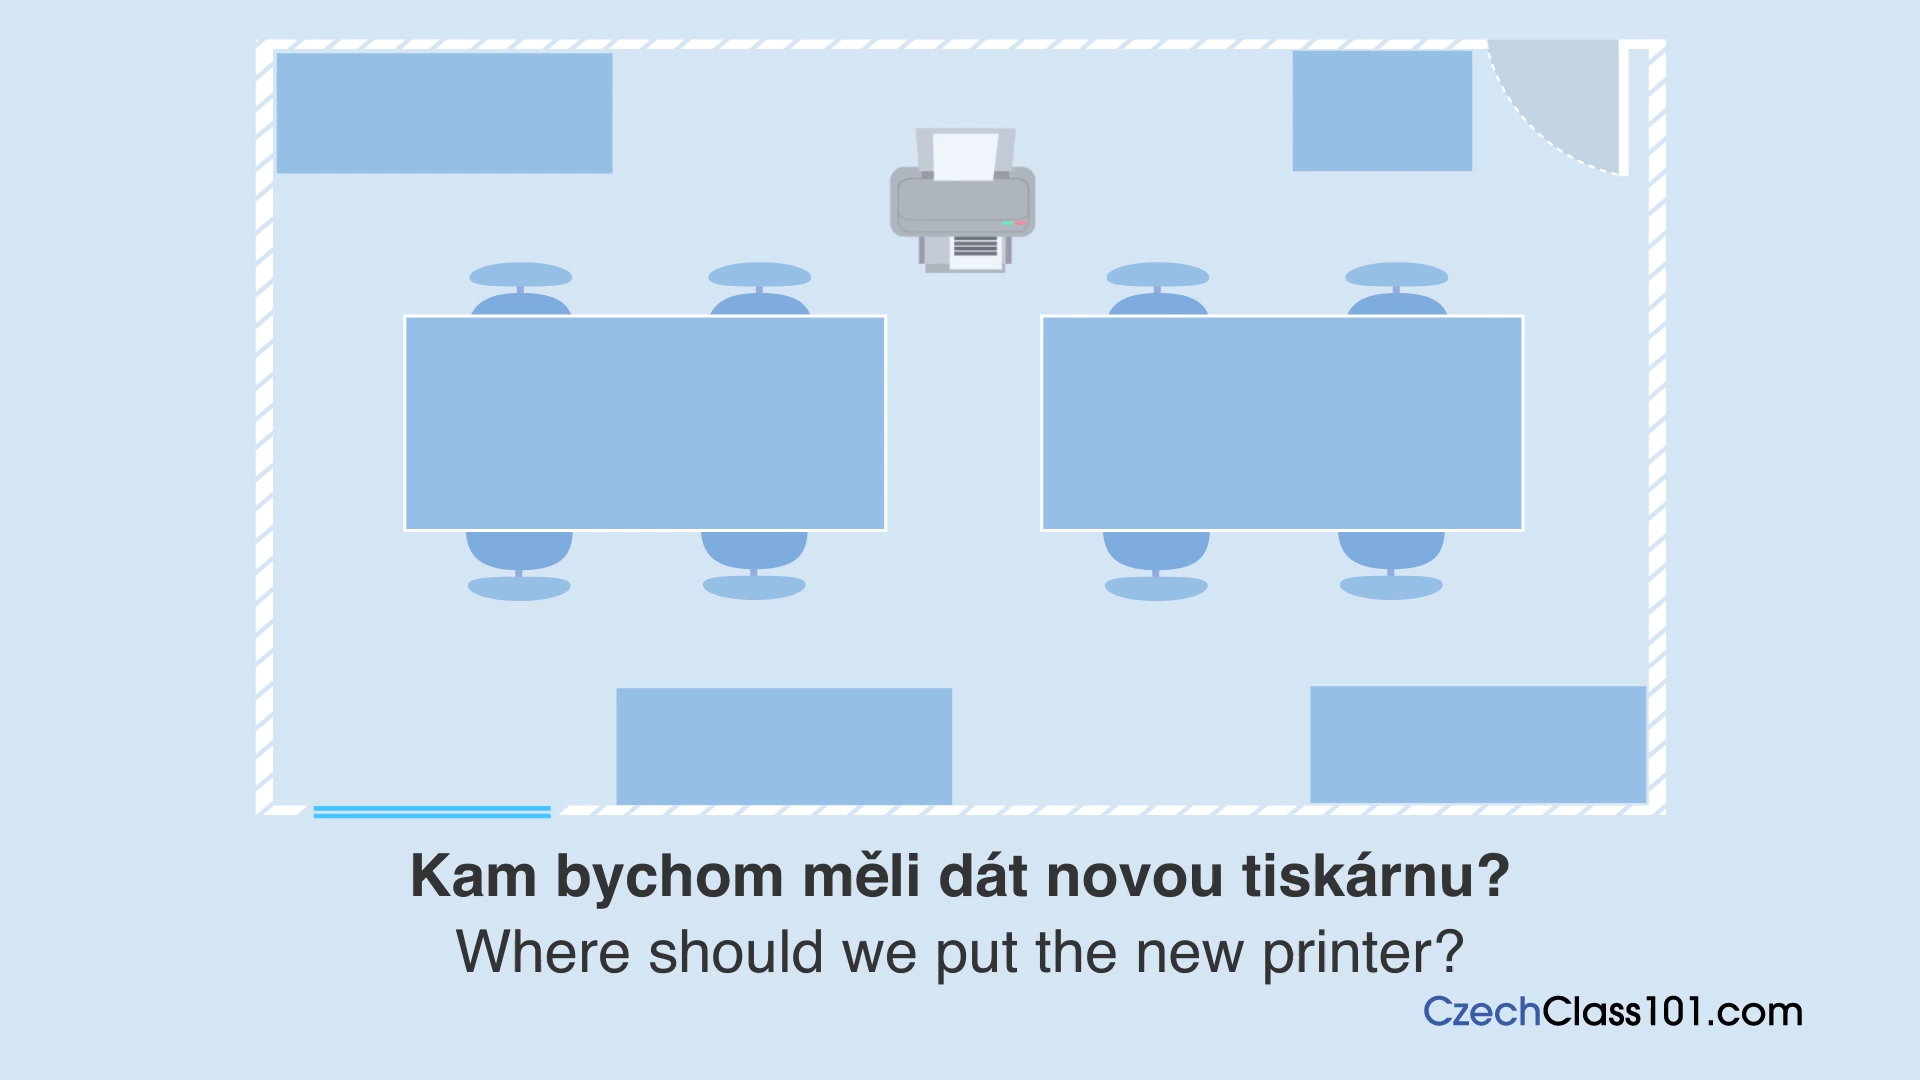 Kam bychom měli dát novou tiskárnu?
Where should we put the new printer?
CzechClass101.com